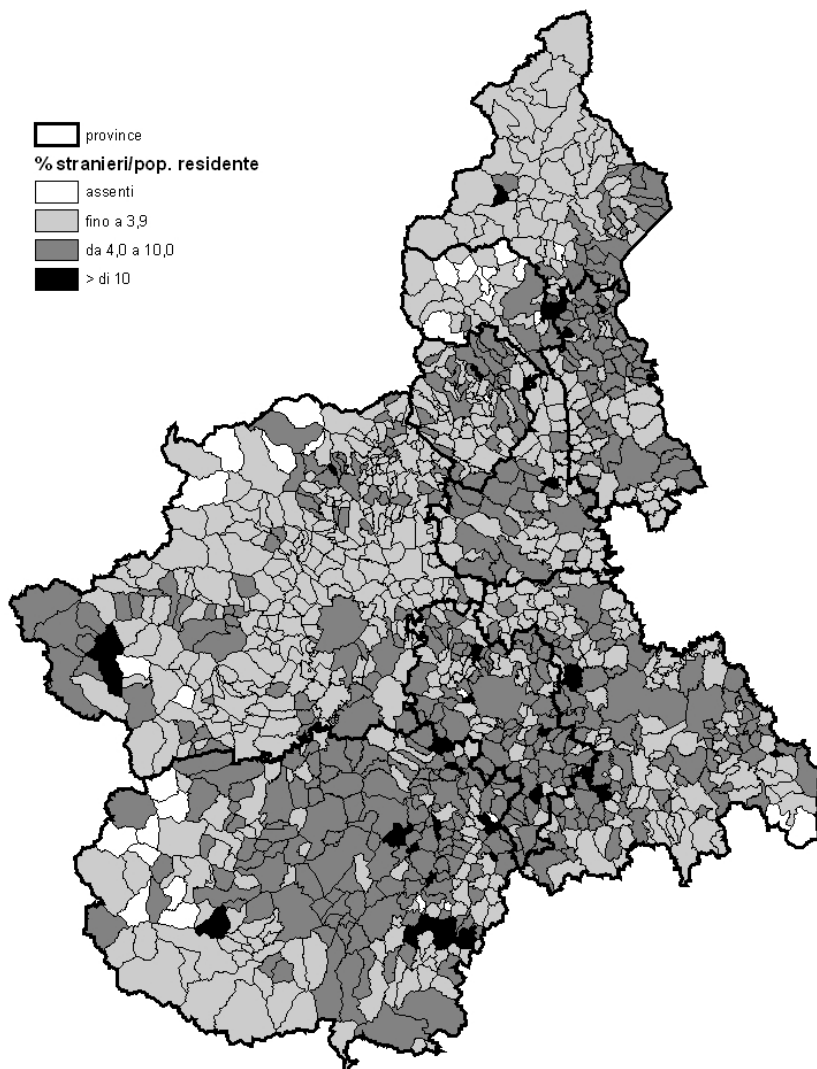 province
% stranieri/pop. residente
assenti
fino a 3,9
da 4,0 a 10,0
> di 10